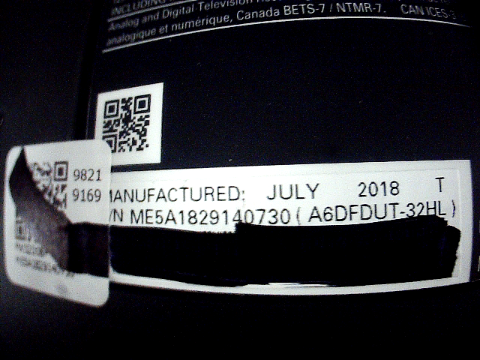 INCLUDING
Analog and Digital Television
analogique et numérique, Canada BETS-7 / NTMR-7. CAN ICES-3
9821
9169
MANUFACTURED: JULY 2018 T
/N ME5A1829140730 ( A6DFDUT-32HL )